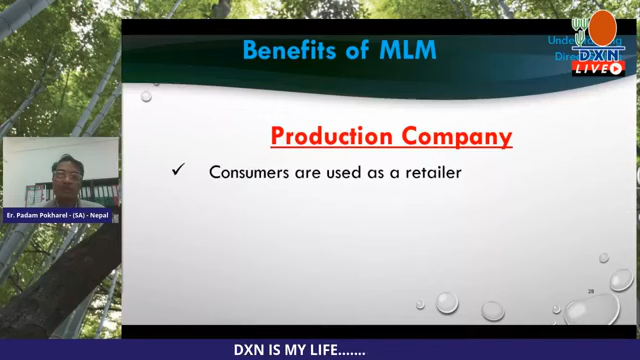 Benefits of MLM
DXN
LIVE
Production Company
✓ Consumers are used as a retailer
Er. Padam Pokharel - (SA) - Nepal
28
DXN IS MY LIFE.......